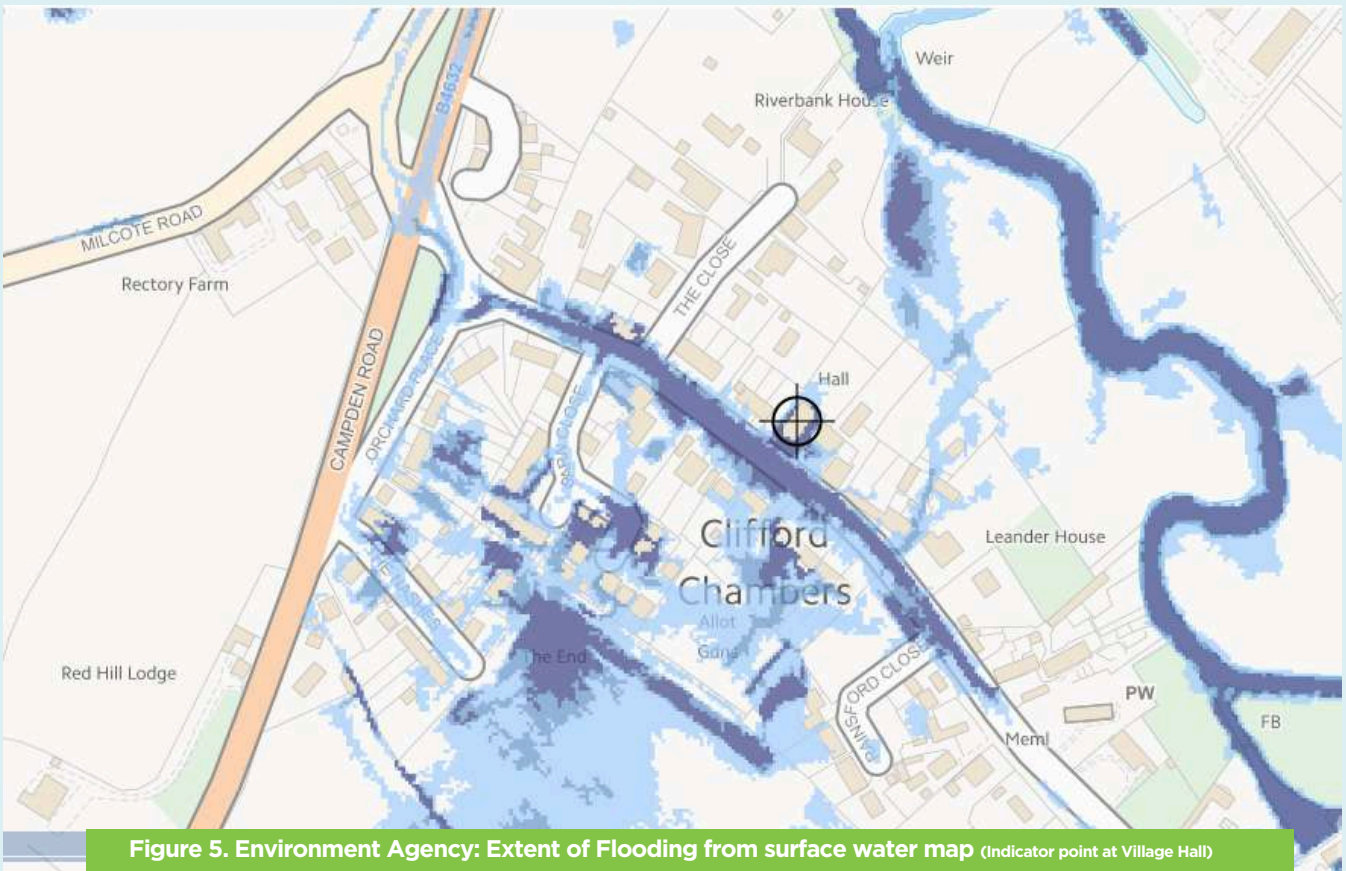 Weir
B4632
Riverbank House
MILCOTE ROAD
Rectory Farm
THE CLOSE
CAMPDEN ROAD
ORCHARD PLACE
Hall
CLOSE
Clifford
Chambers
Leander House
Allot
Gdns
The End
Red Hill Lodge
RAINSFORD CLOSE
PW
FB
Meml
Figure 5. Environment Agency: Extent of Flooding from surface water map (Indicator point at Village Hall)